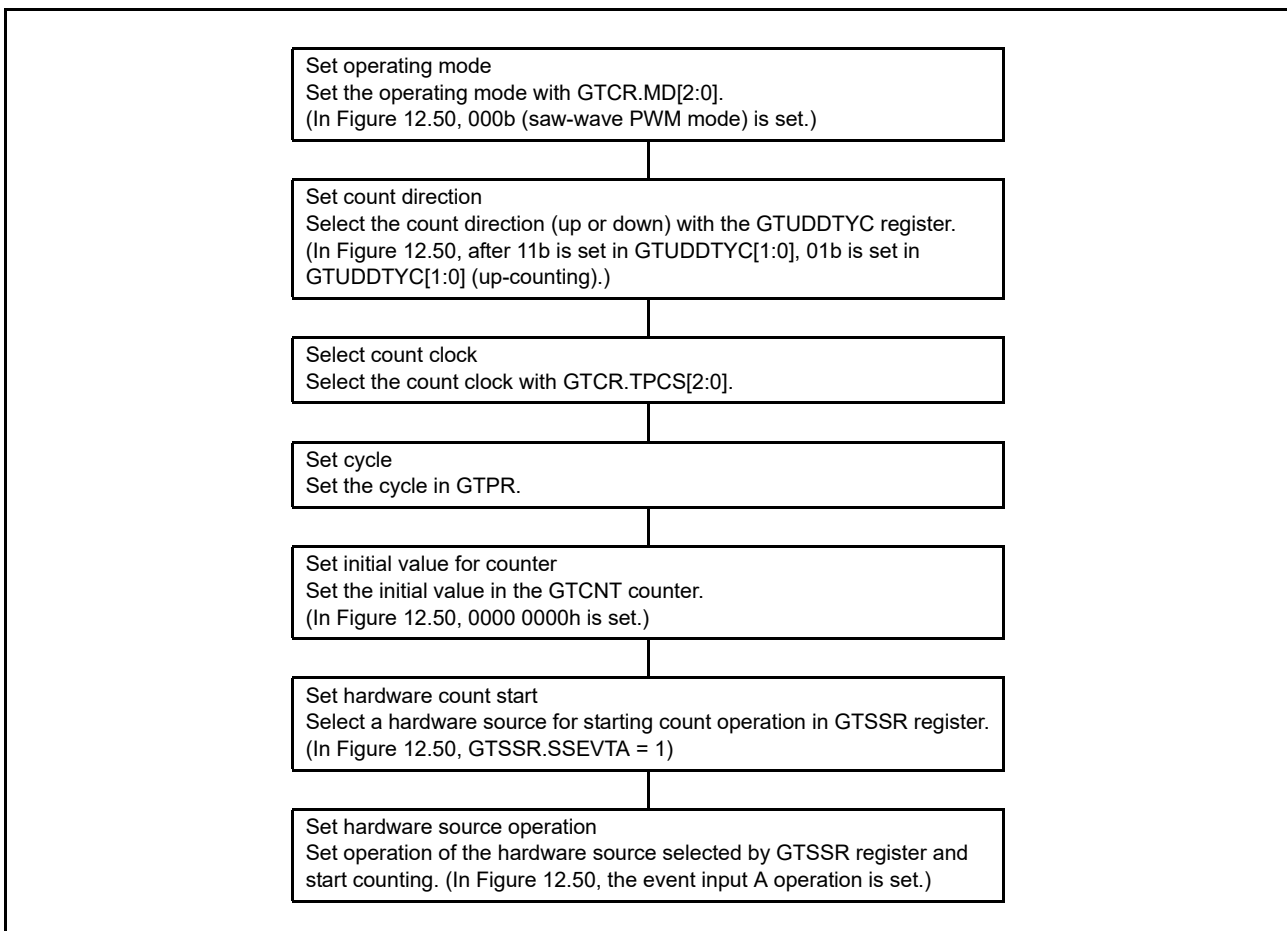 Set operating mode
Set the operating mode with GTCR.MD[2:0].
(In Figure 12.50, 000b (saw-wave PWM mode) is set.)
Set count direction
Select the count direction (up or down) with the GTUDDTYC register.
(In Figure 12.50, after 11b is set in GTUDDTYC[1:0], 01b is set in
GTUDDTYC[1:0] (up-counting).)
Select count clock
Select the count clock with GTCR.TPCS[2:0].
Set cycle
Set the cycle in GTPR.
Set initial value for counter
Set the initial value in the GTCNT counter.
(In Figure 12.50, 0000 0000h is set.)
Set hardware count start
Select a hardware source for starting count operation in GTSSR register.
(In Figure 12.50, GTSSR.SSEVTA = 1)
Set hardware source operation
Set operation of the hardware source selected by GTSSR register and
start counting. (In Figure 12.50, the event input A operation is set.)